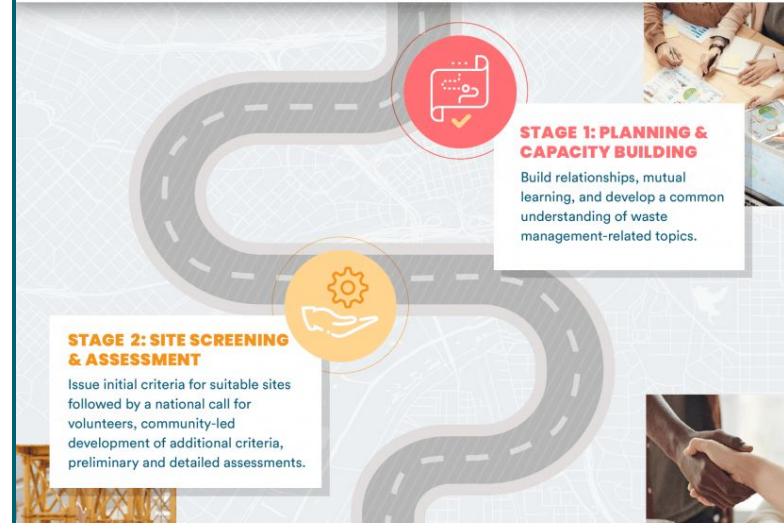 STAGE 1: PLANNING &
CAPACITY BUILDING
Build relationships, mutual
learning, and develop a common
understanding of waste
management-related topics.
STAGE 2: SITE SCREENING
& ASSESSMENT
Issue initial criteria for suitable sites
followed by a national call for
volunteers, community-led
development of additional criteria,
preliminary and detailed assessments.